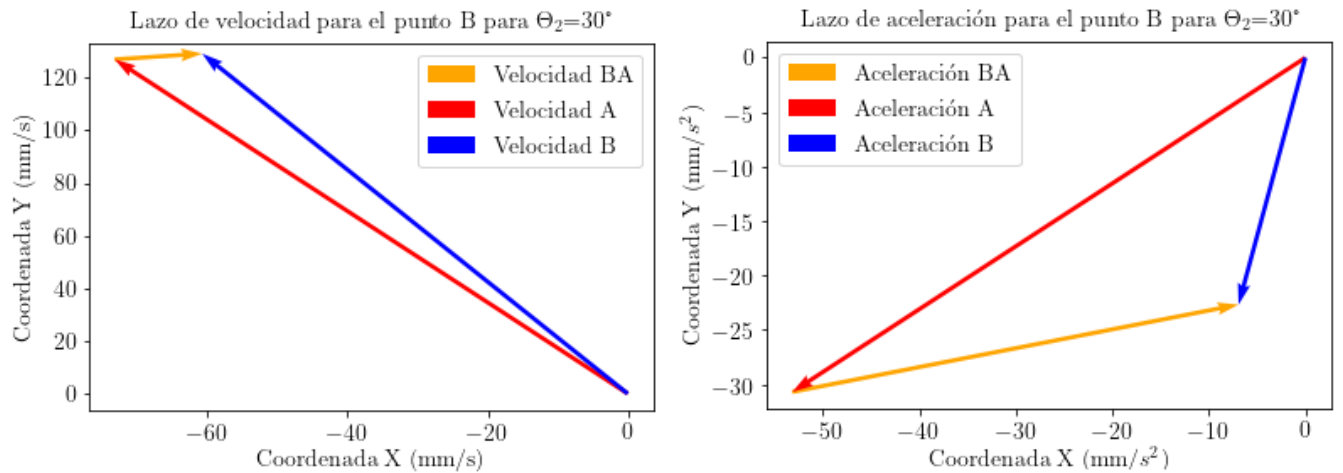 Lazo de velocidad para el punto B para Θ₂=30°
Coordenada Y (mm/s)
120
100
80
60
40
20
0
Velocidad BA
Velocidad A
Velocidad B
−60
−40
−20
0
Coordenada X (mm/s)
Lazo de aceleración para el punto B para Θ₂=30°
Coordenada Y (mm/s²)
0
−5
−10
−15
−20
−25
−30
Aceleración BA
Aceleración A
Aceleración B
−50
−40
−30
−20
−10
0
Coordenada X (mm/s²)